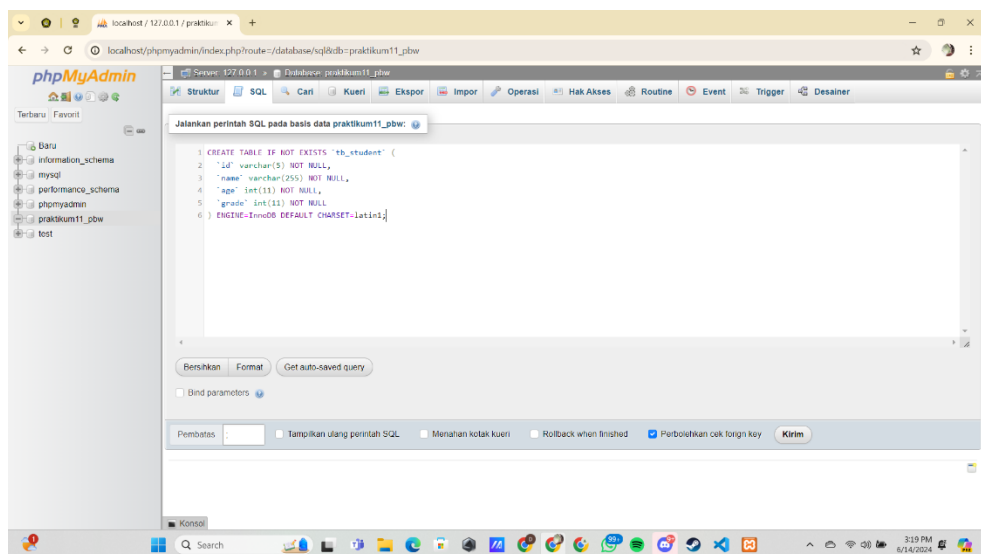 localhost / 127.0.0.1 / praktikum
localhost/phpmyadmin/index.php?route=/database/sql&db=praktikum11_pbw
phpMyAdmin
Terbaru Favorit
Baru
information_schema
mysql
performance_schema
phpmyadmin
praktikum11_pbw
test
Server: 127.0.0.1 » Database: praktikum11_pbw
Struktur SQL Cari Kueri Ekspor Impor Operasi Hak Akses Routine Event Trigger Desainer
Jalankan perintah SQL pada basis data praktikum11_pbw:
1 CREATE TABLE IF NOT EXISTS `tb_student` (
2 `id` varchar(5) NOT NULL,
3 `name` varchar(255) NOT NULL,
4 `age` int(11) NOT NULL,
5 `grade` int(11) NOT NULL
6 ) ENGINE=InnoDB DEFAULT CHARSET=latin1;
Bersihkan Format Get auto-saved query
Bind parameters
Pembatas ; Tampilkan ulang perintah SQL Menahan kotak kueri Rollback when finished Perbolehkan cek forign key Kirim
Konsol
Search
99+
3:19 PM
6/14/2024